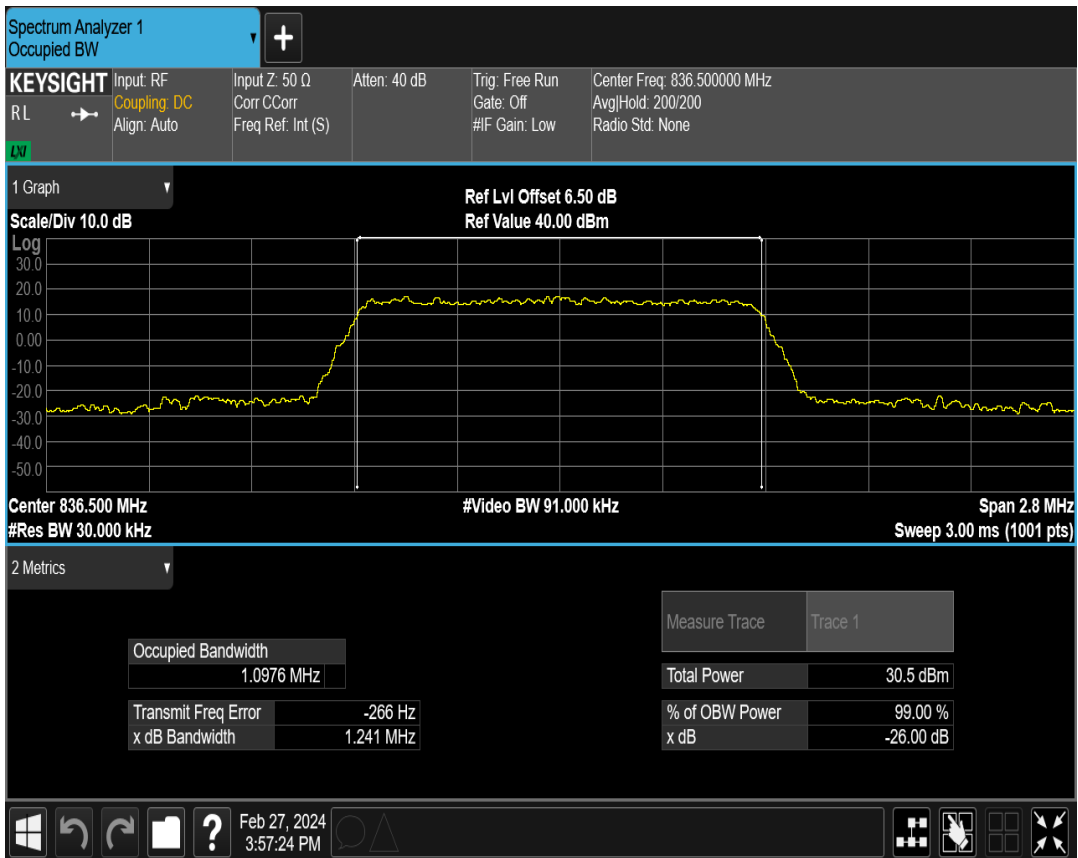 Spectrum Analyzer 1
Occupied BW
+
KEYSIGHT
R L
LXI
Input: RF
Coupling: DC
Align: Auto
Input Z: 50 Ω
Corr CCorr
Freq Ref: Int (S)
Atten: 40 dB
Trig: Free Run
Gate: Off
#IF Gain: Low
Center Freq: 836.500000 MHz
Avg|Hold: 200/200
Radio Std: None
1 Graph
Scale/Div 10.0 dB
Ref Lvl Offset 6.50 dB
Ref Value 40.00 dBm
Log
30.0
20.0
10.0
0.00
-10.0
-20.0
-30.0
-40.0
-50.0
Center 836.500 MHz
#Res BW 30.000 kHz
#Video BW 91.000 kHz
Span 2.8 MHz
Sweep 3.00 ms (1001 pts)
2 Metrics
Measure Trace Trace 1
Occupied Bandwidth
1.0976 MHz
Total Power 30.5 dBm
Transmit Freq Error -266 Hz
x dB Bandwidth 1.241 MHz
% of OBW Power 99.00 %
x dB -26.00 dB
?
Feb 27, 2024
3:57:24 PM